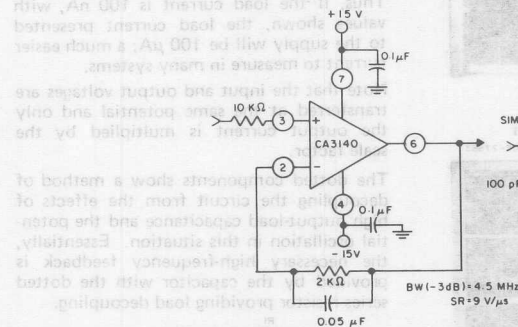 +15 V
0.1 μF
7
10 KΩ
3
+
CA3140
6
2
−
4
0.1 μF
−15V
2 KΩ
0.05 μF
SIM
100 pF
BW (-3dB) = 4.5 MHz
SR = 9 V/μs
Thus, if the load current is 100 nA, with
value shown, the load current presented
to the supply will be 100 μA; a much easier
current to measure in many systems.
Note that the input and output voltages are
transferred at the same potential and only
the output current is multiplied by the
scale factor.
The dotted components show a method of
decoupling the circuit from the effects of
output-load capacitance and the poten-
tial oscillation in this situation. Essentially,
the necessary high-frequency feedback is
provided by the capacitor with the dotted
resistor providing load decoupling.